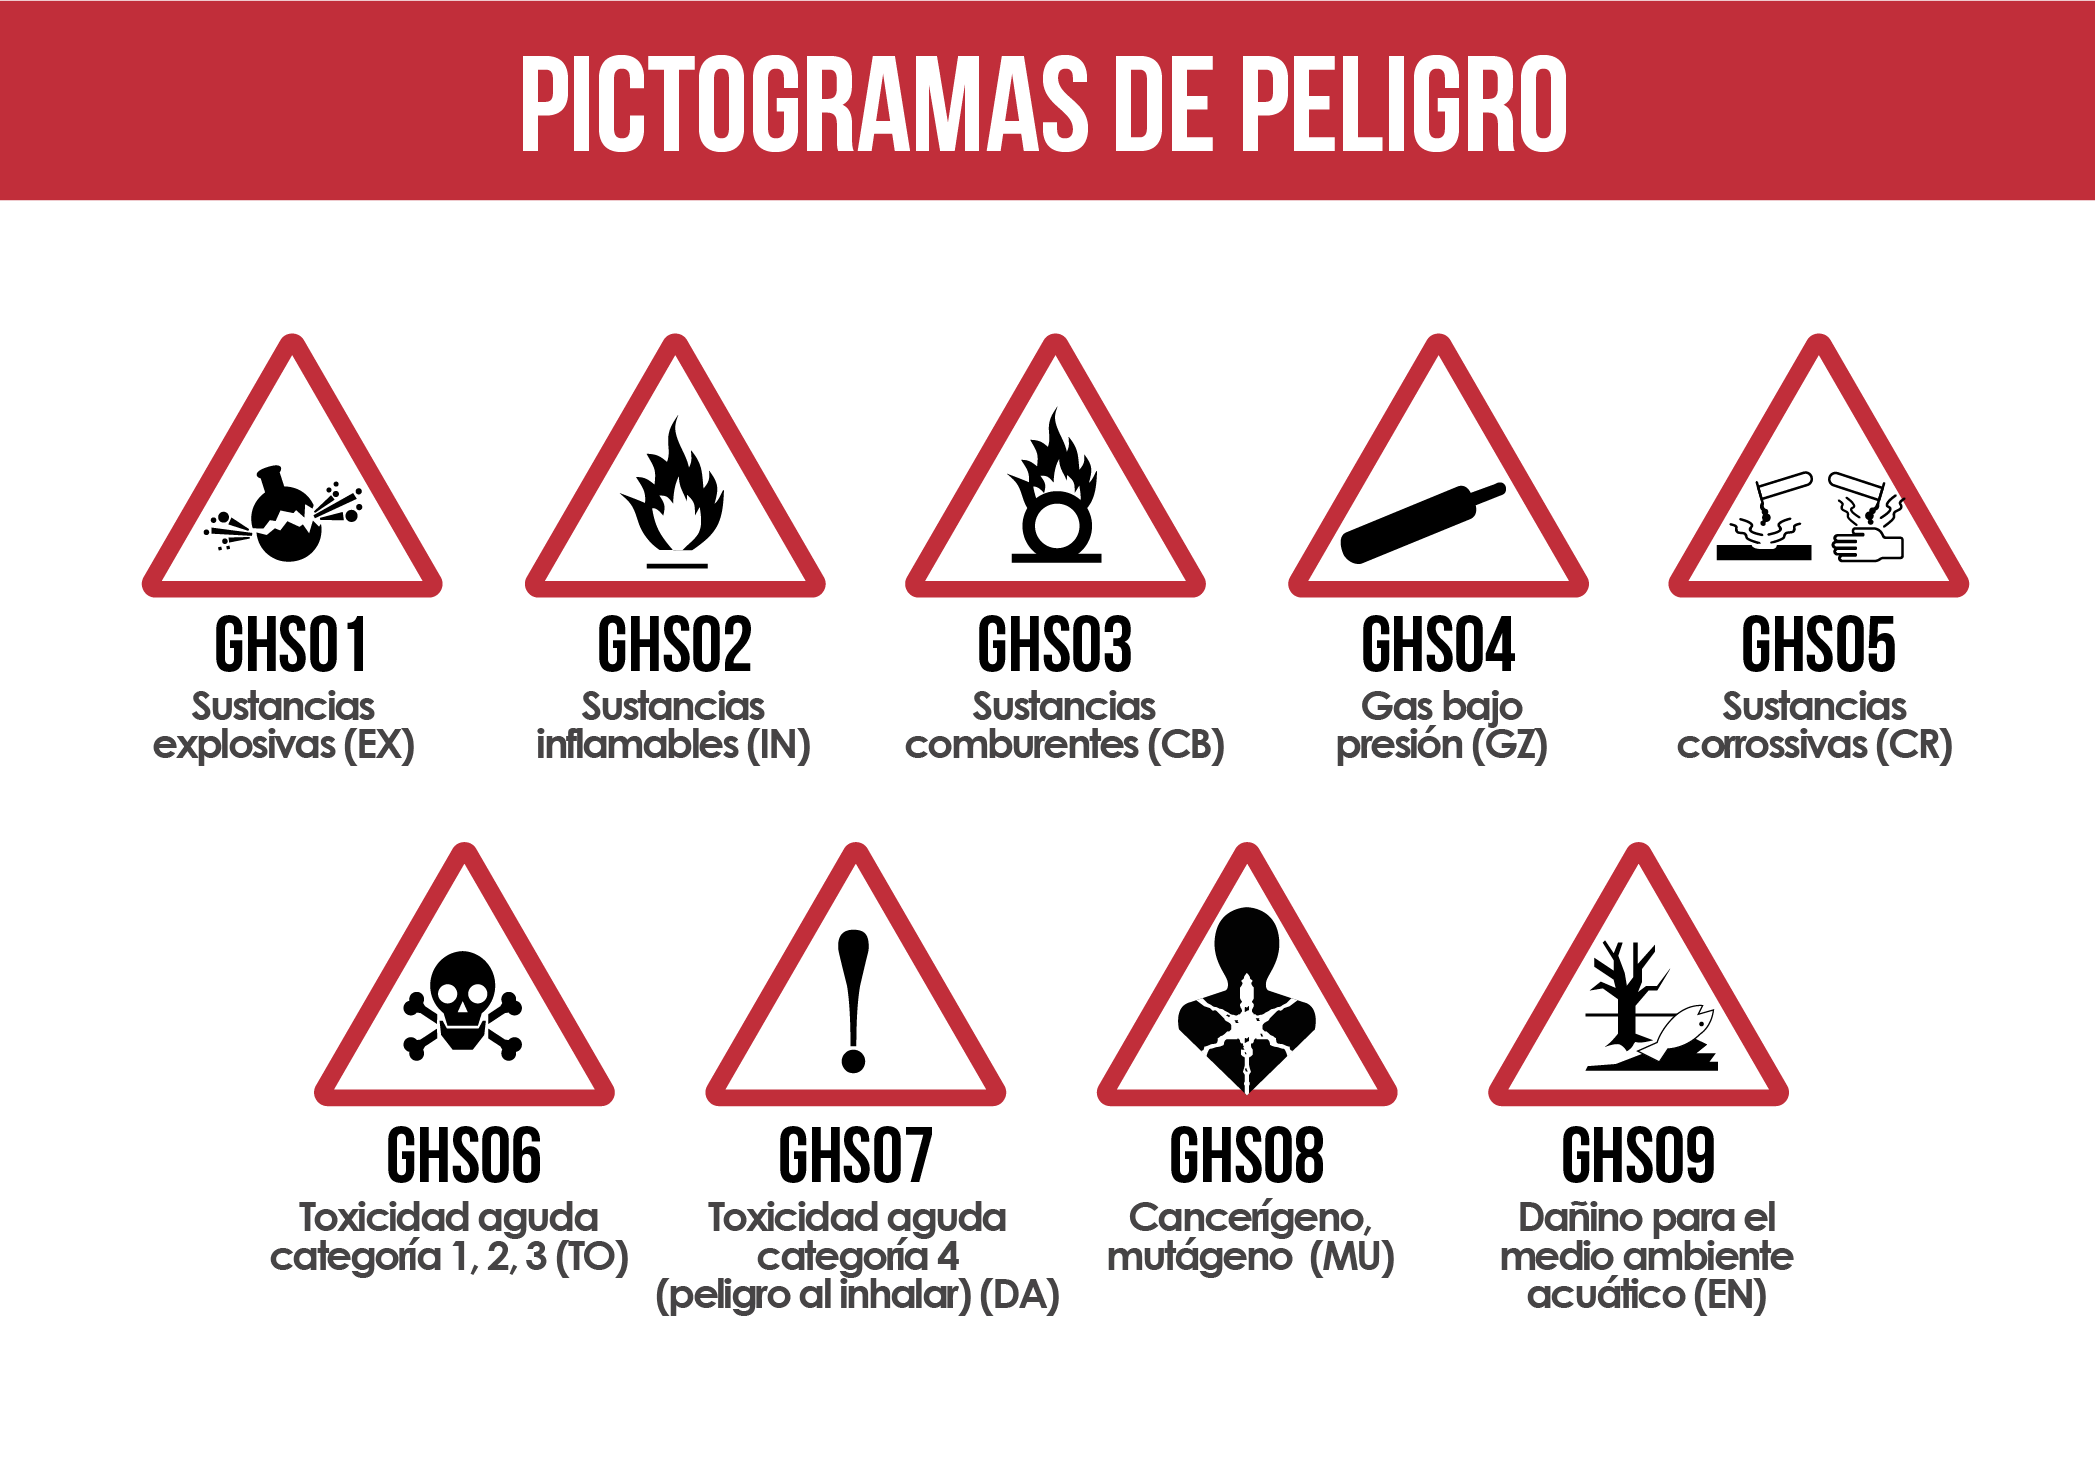 PICTOGRAMAS DE PELIGRO
GHS01
Sustancias
explosivas (EX)
GHS02
Sustancias
inflamables (IN)
GHS03
Sustancias
comburentes (CB)
GHS04
Gas bajo
presión (GZ)
GHS05
Sustancias
corrossivas (CR)
GHS06
Toxicidad aguda
categoría 1, 2, 3 (TO)
GHS07
Toxicidad aguda
categoría 4
(peligro al inhalar) (DA)
GHS08
Cancerígeno,
mutágeno (MU)
GHS09
Dañino para el
medio ambiente
acuático (EN)